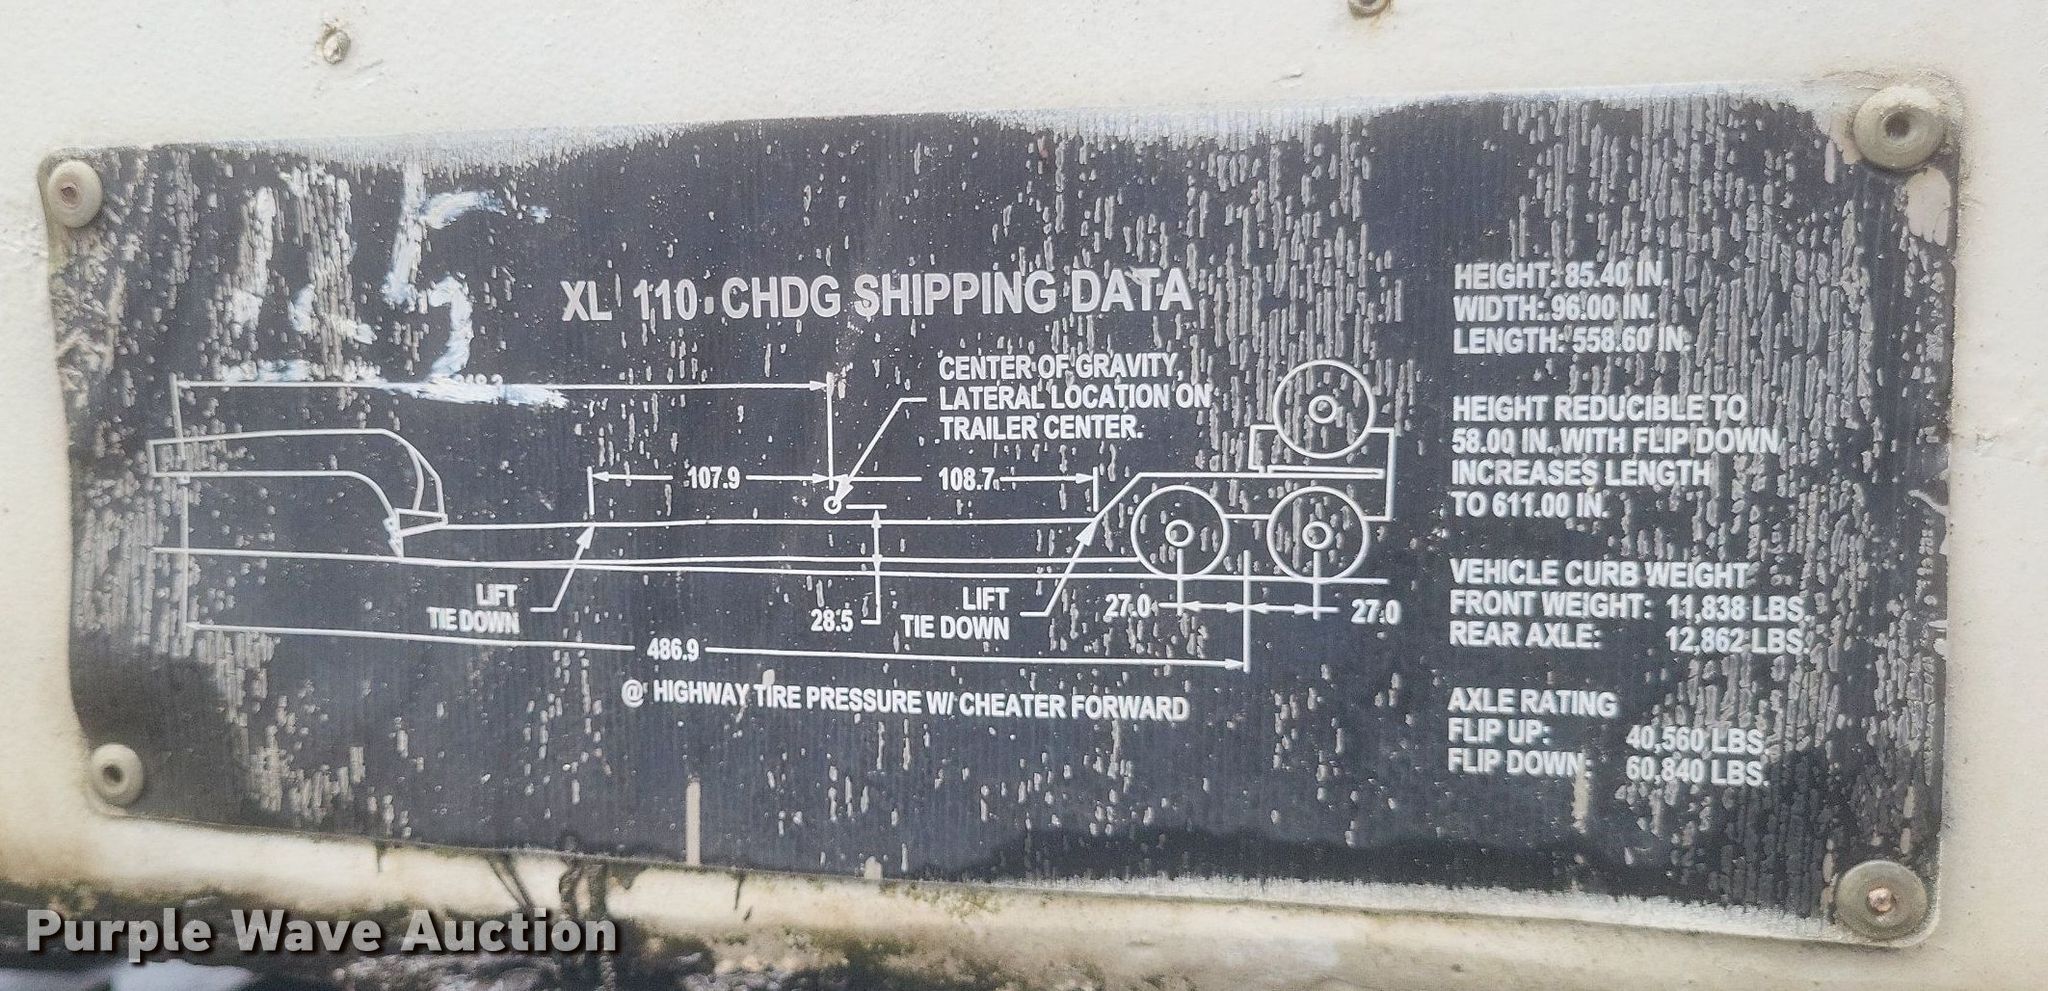 XL 110 CHDG SHIPPING DATA
CENTER OF GRAVITY,
LATERAL LOCATION ON
TRAILER CENTER.
107.9
108.7
LIFT
TIE DOWN
28.5
LIFT
TIE DOWN
27.0
27.0
486.9
@ HIGHWAY TIRE PRESSURE W/ CHEATER FORWARD
HEIGHT: 85.40 IN.
WIDTH: 96.00 IN.
LENGTH: 558.60 IN.
HEIGHT REDUCIBLE TO
58.00 IN. WITH FLIP DOWN,
INCREASES LENGTH
TO 611.00 IN.
VEHICLE CURB WEIGHT
FRONT WEIGHT: 11,838 LBS.
REAR AXLE: 12,862 LBS.
AXLE RATING
FLIP UP: 40,560 LBS.
FLIP DOWN: 60,840 LBS.
Purple Wave Auction